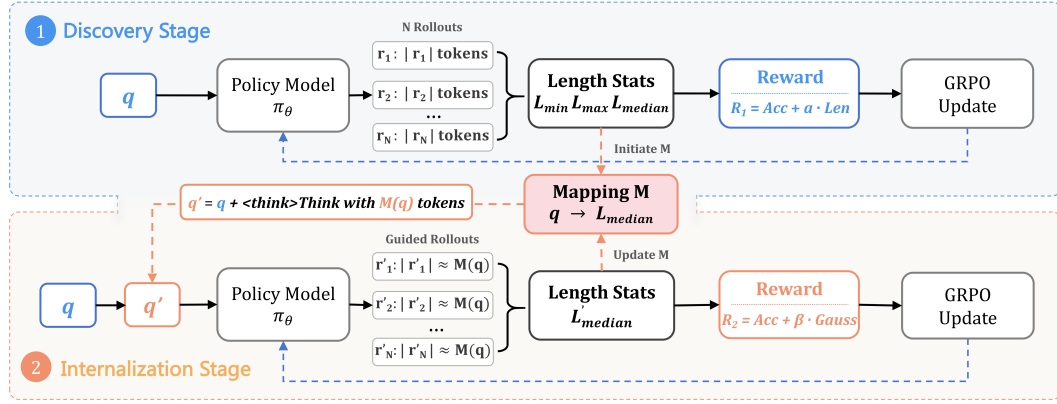 1 Discovery Stage
N Rollouts
q
Policy Model
πθ
r1: | r1 | tokens
r2: | r2 | tokens
...
rN: | rN | tokens
Length Stats
Lmin Lmax Lmedian
Reward
R1 = Acc + a · Len
GRPO
Update
Initiate M
Mapping M
q → Lmedian
q' = q + <think>Think with M(q) tokens
Update M
Guided Rollouts
q
q'
Policy Model
πθ
r'1: | r'1 | ≈ M(q)
r'2: | r'2 | ≈ M(q)
...
r'N: | r'N | ≈ M(q)
Length Stats
L'median
Reward
R2 = Acc + β · Gauss
GRPO
Update
2 Internalization Stage